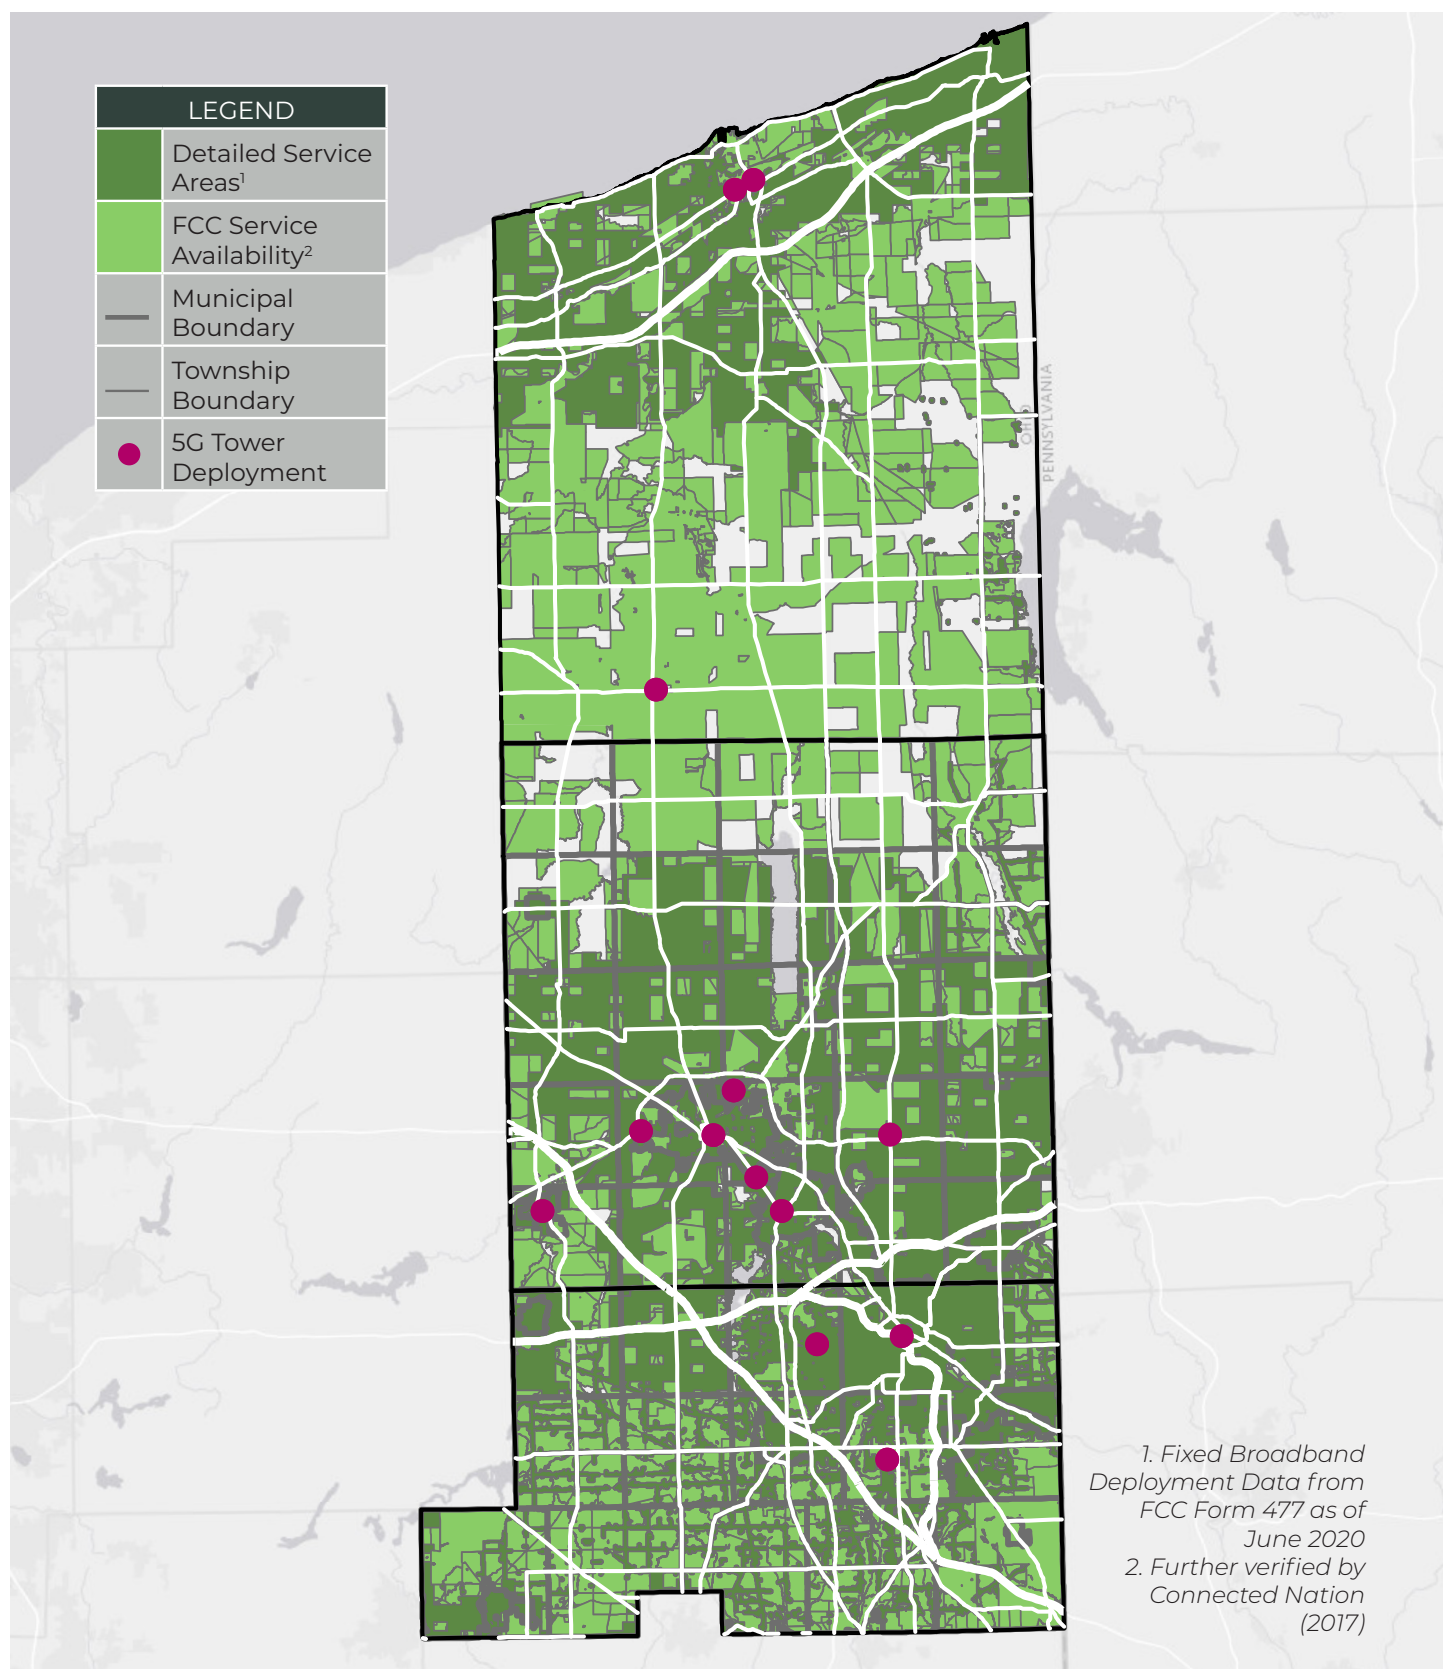 LEGEND
Detailed Service
Areas¹
FCC Service
Availability²
Municipal
Boundary
Township
Boundary
5G Tower
Deployment
OHIO
PENNSYLVANIA
1. Fixed Broadband
Deployment Data from
FCC Form 477 as of
June 2020
2. Further verified by
Connected Nation
(2017)